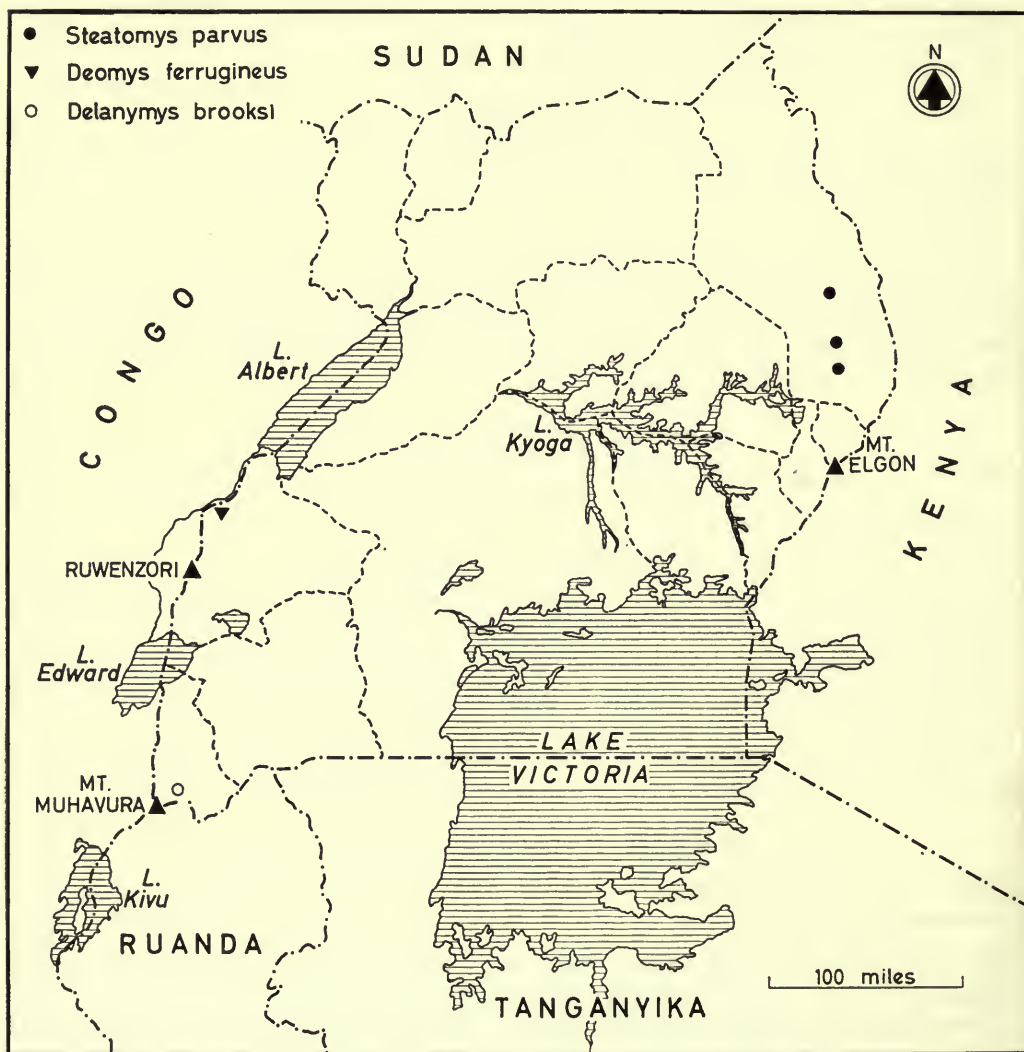 Steatomys parvus
Deomys ferrugineus
Delanymys brooksi
SUDAN
N
CONGO
L.
Albert
L.
Kyoga
MT.
ELGON
KENYA
RUWENZORI
L.
Edward
LAKE
VICTORIA
MT.
MUHAVURA
L.
Kivu
RUANDA
100 miles
TANGANYIKA